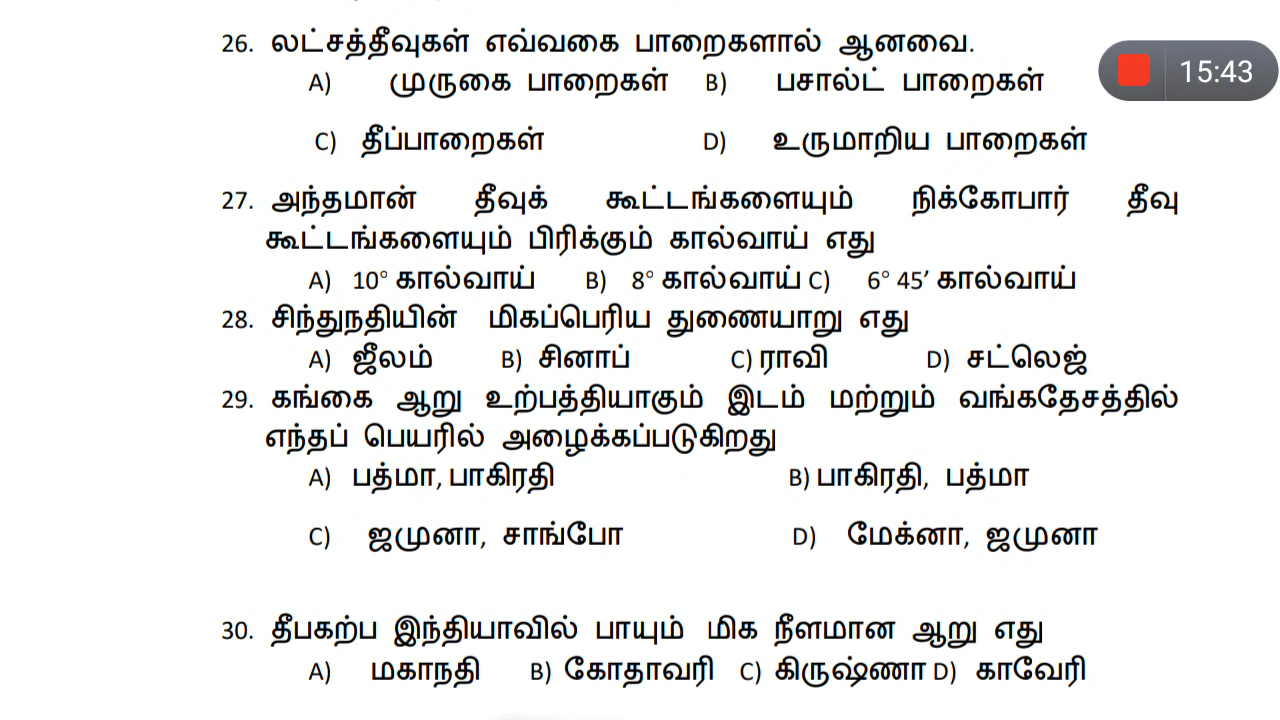 26. லட்சத்தீவுகள் எவ்வகை பாறைகளால் ஆனவை.
A) முருகை பாறைகள் B) பசால்ட் பாறைகள்
15:43
C) தீப்பாறைகள் D) உருமாறிய பாறைகள்
27. அந்தமான் தீவுக் கூட்டங்களையும் நிக்கோபார் தீவு
கூட்டங்களையும் பிரிக்கும் கால்வாய் எது
A) 10° கால்வாய் B) 8° கால்வாய் C) 6° 45′ கால்வாய்
28. சிந்துநதியின் மிகப்பெரிய துணையாறு எது
A) ஜீலம் B) சினாப் C) ராவி D) சட்லெஜ்
29. கங்கை ஆறு உற்பத்தியாகும் இடம் மற்றும் வங்கதேசத்தில்
எந்தப் பெயரில் அழைக்கப்படுகிறது
A) பத்மா, பாகிரதி B) பாகிரதி, பத்மா
C) ஜமுனா, சாங்போ D) மேக்னா, ஜமுனா
30. தீபகற்ப இந்தியாவில் பாயும் மிக நீளமான ஆறு எது
A) மகாநதி B) கோதாவரி C) கிருஷ்ணா D) காவேரி